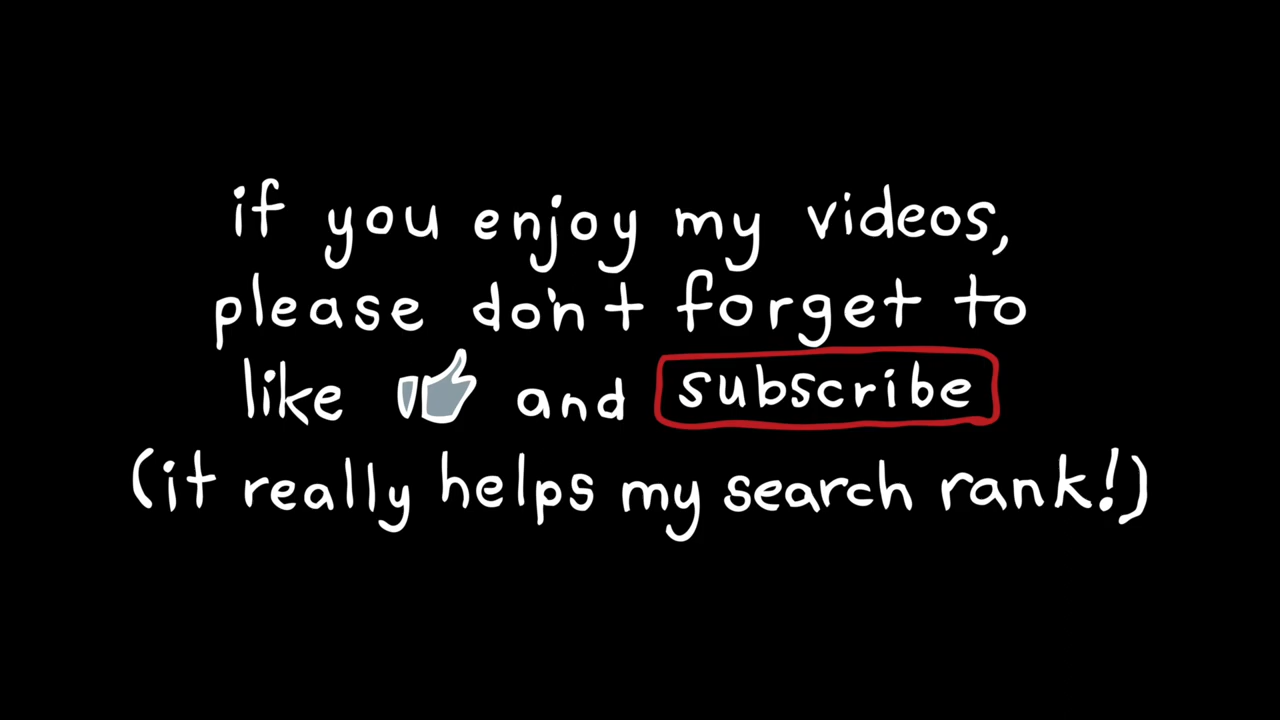 if you enjoy my videos,
please don't forget to
like and subscribe
(it really helps my search rank!)